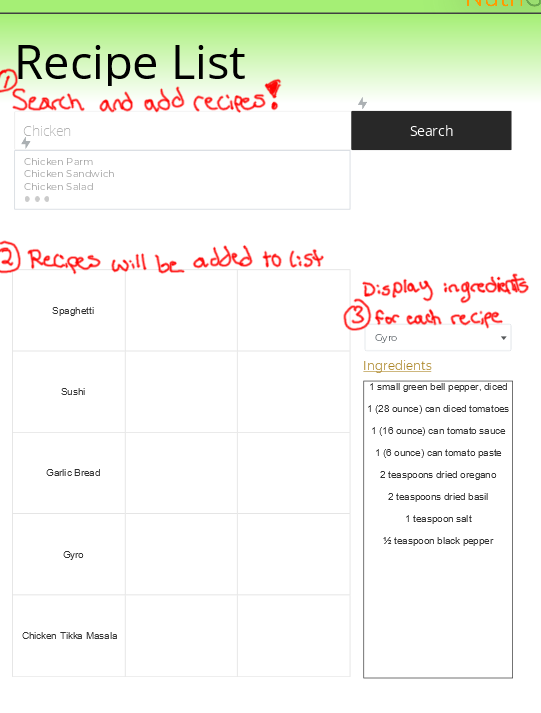 Recipe List
1
Search and add recipes!
Chicken
Search
Chicken Parm
Chicken Sandwich
Chicken Salad
2 Recipes will be added to list
Spaghetti
Sushi
Garlic Bread
Gyro
Chicken Tikka Masala
Display ingredients
3 for each recipe
Gyro
Ingredients
1 small green bell pepper, diced
1 (28 ounce) can diced tomatoes
1 (16 ounce) can tomato sauce
1 (6 ounce) can tomato paste
2 teaspoons dried oregano
2 teaspoons dried basil
1 teaspoon salt
½ teaspoon black pepper